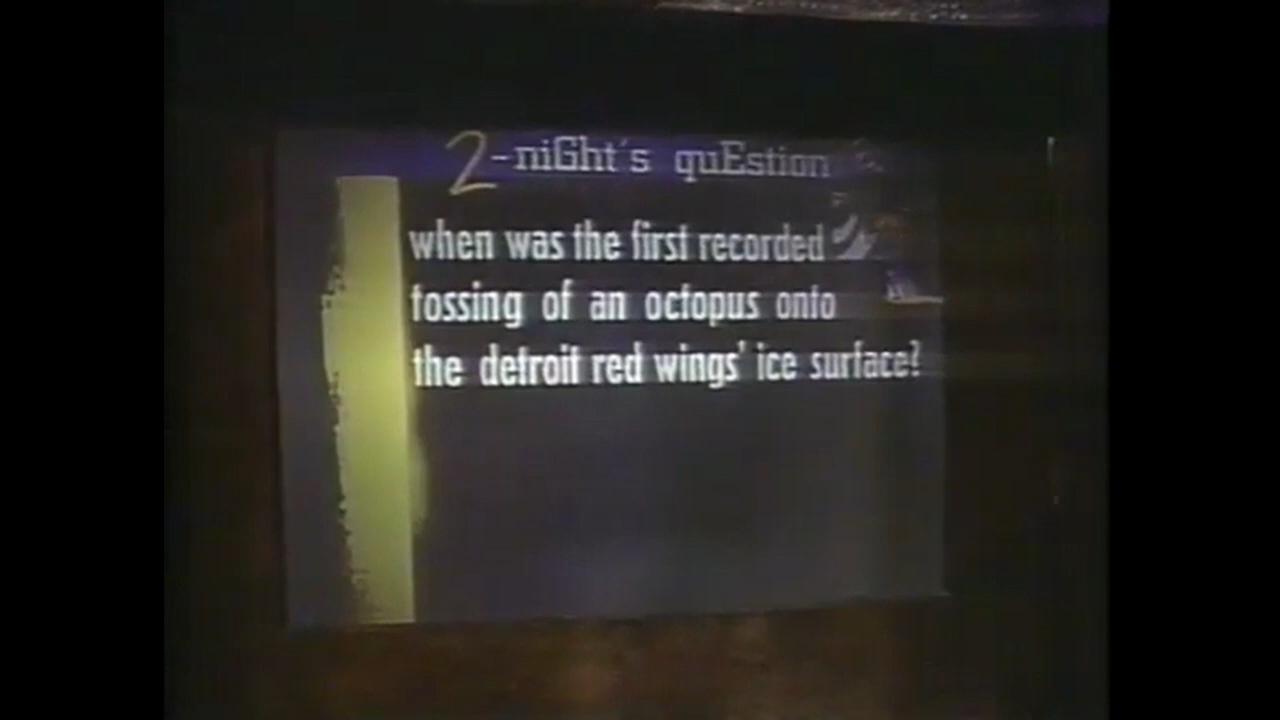 2-niGht's quEstion
when was the first recorded
tossing of an octopus onto
the detroit red wings' ice surface?